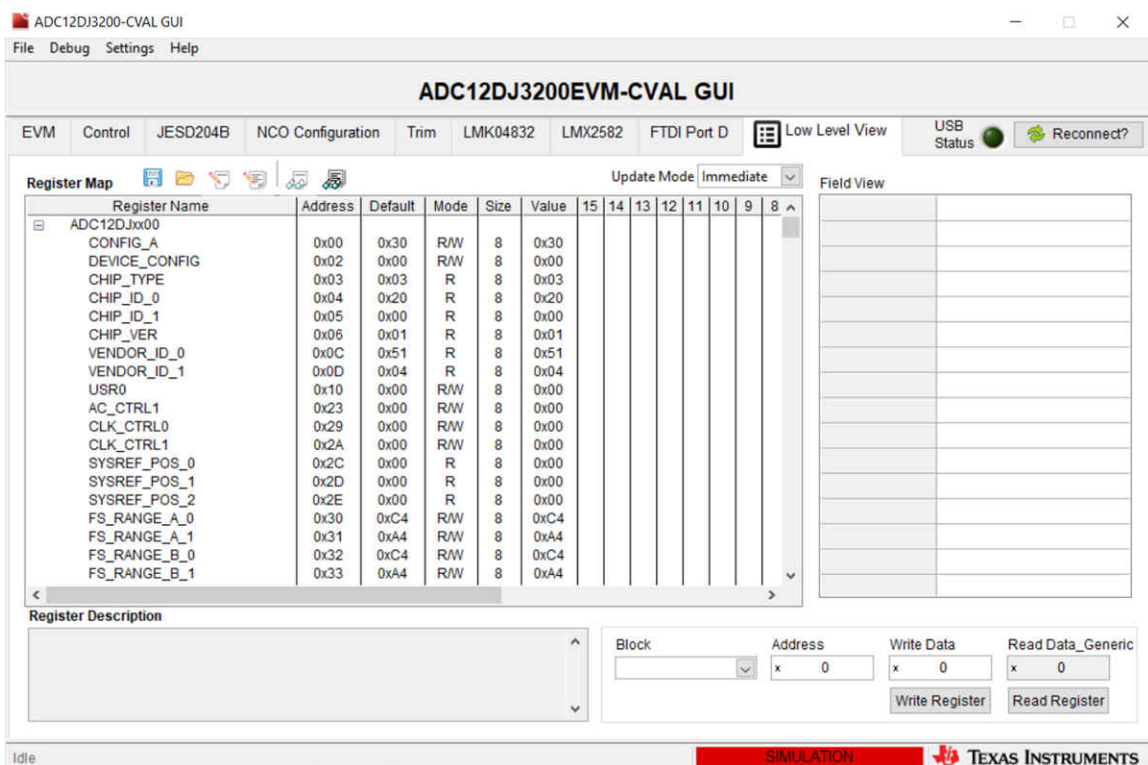 ADC12DJ3200-CVAL GUI
File Debug Settings Help
ADC12DJ3200EVM-CVAL GUI
EVM Control JESD204B NCO Configuration Trim LMK04832 LMX2582 FTDI Port D Low Level View USB Status Reconnect?
Register Map Update Mode Immediate Field View
Register Name Address Default Mode Size Value 15 14 13 12 11 10 9 8
ADC12DJxx00
CONFIG_A 0x00 0x30 R/W 8 0x30
DEVICE_CONFIG 0x02 0x00 R/W 8 0x00
CHIP_TYPE 0x03 0x03 R 8 0x03
CHIP_ID_0 0x04 0x20 R 8 0x20
CHIP_ID_1 0x05 0x00 R 8 0x00
CHIP_VER 0x06 0x01 R 8 0x01
VENDOR_ID_0 0x0C 0x51 R 8 0x51
VENDOR_ID_1 0x0D 0x04 R 8 0x04
USR0 0x10 0x00 R/W 8 0x00
AC_CTRL1 0x23 0x00 R/W 8 0x00
CLK_CTRL0 0x29 0x00 R/W 8 0x00
CLK_CTRL1 0x2A 0x00 R/W 8 0x00
SYSREF_POS_0 0x2C 0x00 R 8 0x00
SYSREF_POS_1 0x2D 0x00 R 8 0x00
SYSREF_POS_2 0x2E 0x00 R 8 0x00
FS_RANGE_A_0 0x30 0xC4 R/W 8 0xC4
FS_RANGE_A_1 0x31 0xA4 R/W 8 0xA4
FS_RANGE_B_0 0x32 0xC4 R/W 8 0xC4
FS_RANGE_B_1 0x33 0xA4 R/W 8 0xA4
Register Description
Block Address Write Data Read Data_Generic
x 0 x 0 x 0
Write Register Read Register
Idle SIMULATION TEXAS INSTRUMENTS